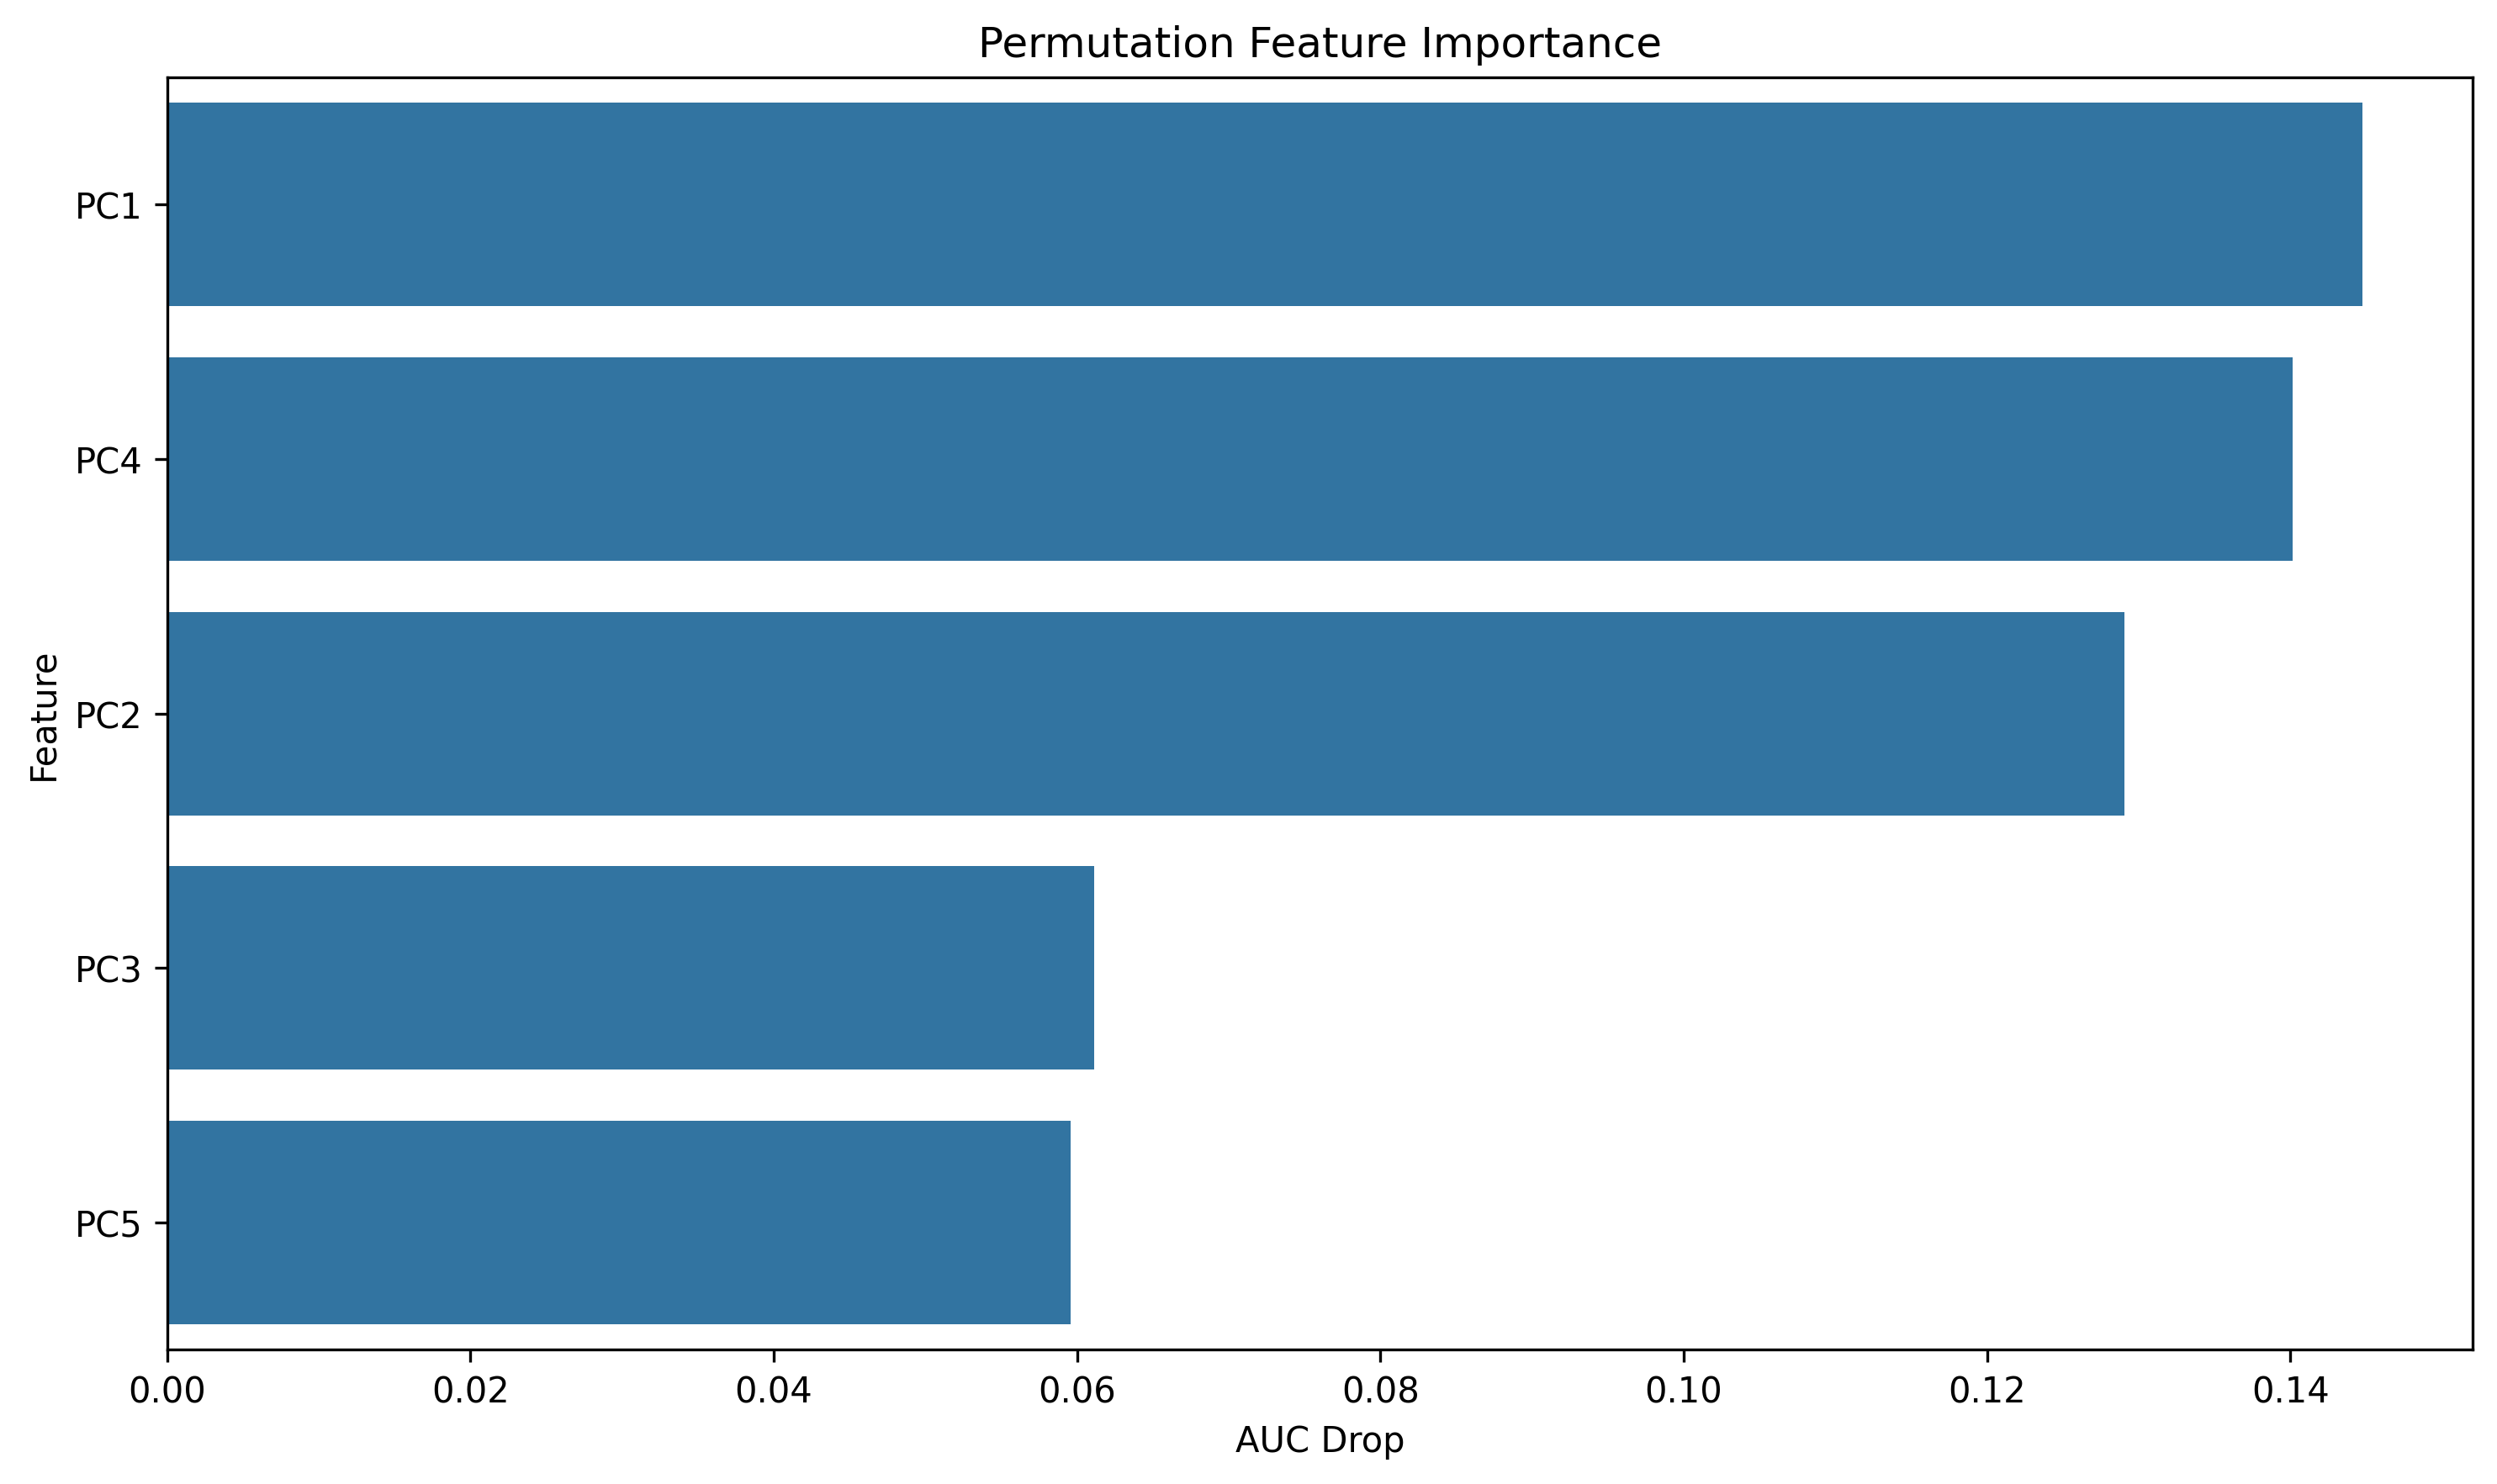 Permutation Feature Importance
PC1
PC4
PC2
PC3
PC5
Feature
0.00 0.02 0.04 0.06 0.08 0.10 0.12 0.14
AUC Drop